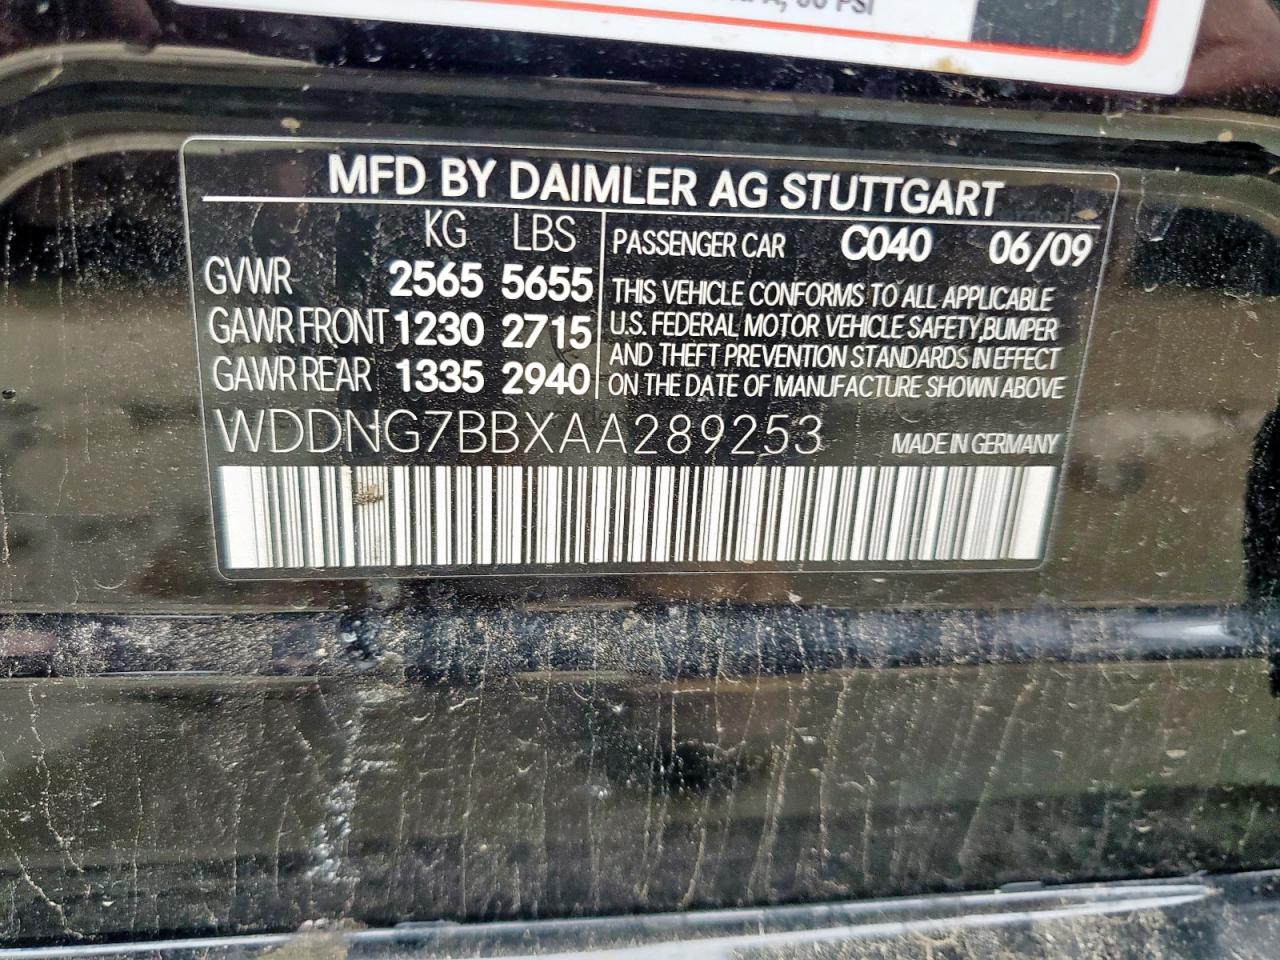 PSI
MFD BY DAIMLER AG STUTTGART
KG LBS
GVWR 2565 5655
GAWR FRONT 1230 2715
GAWR REAR 1335 2940
PASSENGER CAR C040 06/09
THIS VEHICLE CONFORMS TO ALL APPLICABLE
U.S. FEDERAL MOTOR VEHICLE SAFETY,BUMPER
AND THEFT PREVENTION STANDARDS IN EFFECT
ON THE DATE OF MANUFACTURE SHOWN ABOVE
WDDNG7BBXAA289253 MADE IN GERMANY